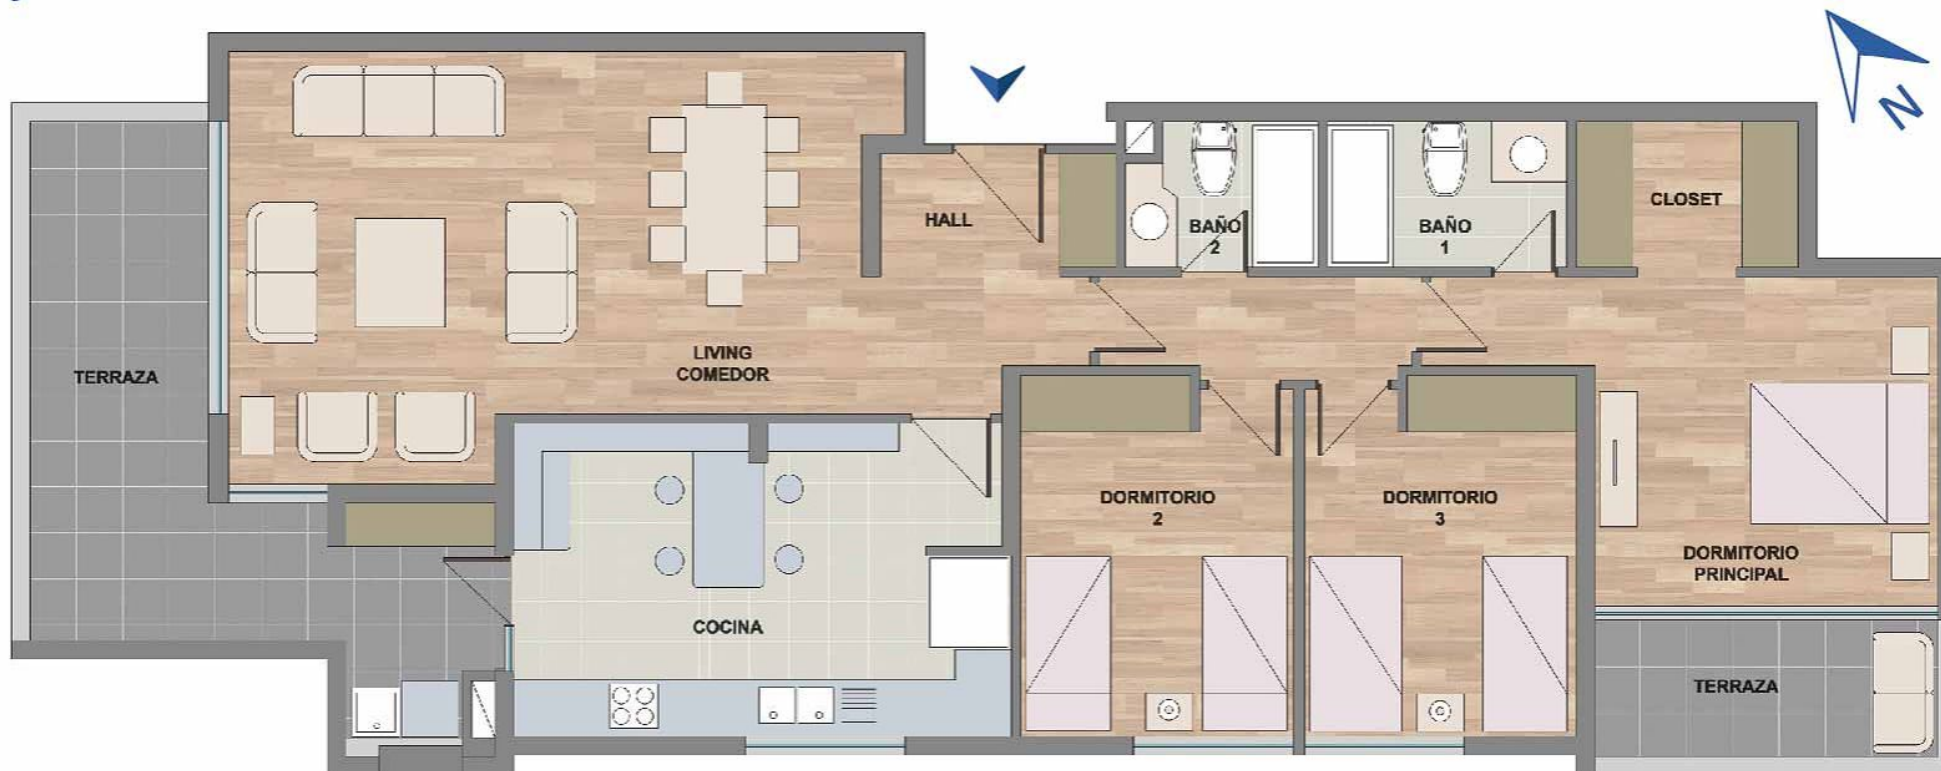 N
HALL
BAÑO
2
BAÑO
1
CLOSET
TERRAZA
LIVING
COMEDOR
DORMITORIO
2
DORMITORIO
3
DORMITORIO
PRINCIPAL
COCINA
TERRAZA